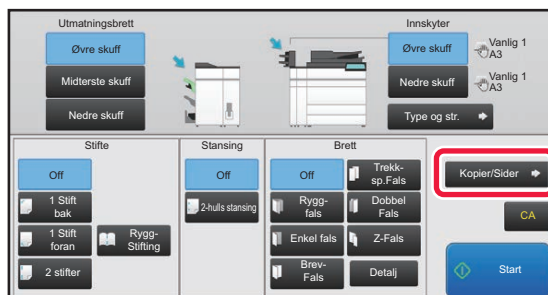 Utmatningsbrett
Innskyter
Øvre skuff
Midterste skuff
Nedre skuff
Øvre skuff
Vanlig 1
A3
Nedre skuff
Vanlig 1
A3
Type og str.
Stifte
Stansing
Brett
Off
1 Stift
bak
1 Stift
foran
2 stifter
Rygg-
Stifting
Off
2-hulls stansing
Off
Trekk-
sp.Fals
Rygg-
fals
Dobbel
Fals
Enkel fals
Z-Fals
Brev-
Fals
Detalj
Kopier/Sider
CA
Start